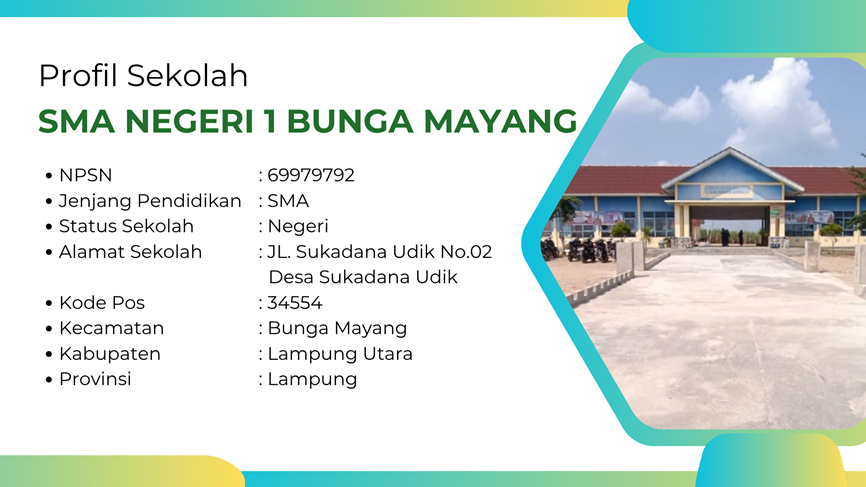 Profil Sekolah
SMA NEGERI 1 BUNGA MAYANG
• NPSN : 69979792
• Jenjang Pendidikan : SMA
• Status Sekolah : Negeri
• Alamat Sekolah : JL. Sukadana Udik No.02
Desa Sukadana Udik
• Kode Pos : 34554
• Kecamatan : Bunga Mayang
• Kabupaten : Lampung Utara
• Provinsi : Lampung